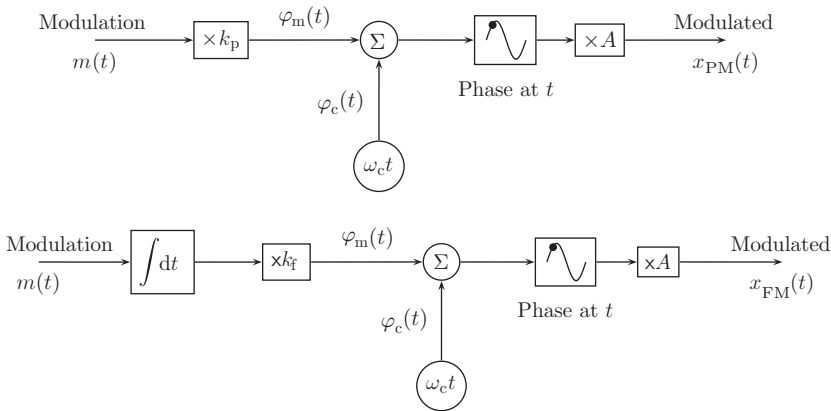 Modulation
m(t)
×k_p
φ_m(t)
Σ
φ_c(t)
ω_c t
Phase at t
×A
Modulated
x_PM(t)
Modulation
m(t)
∫dt
×k_f
φ_m(t)
Σ
φ_c(t)
ω_c t
Phase at t
×A
Modulated
x_FM(t)